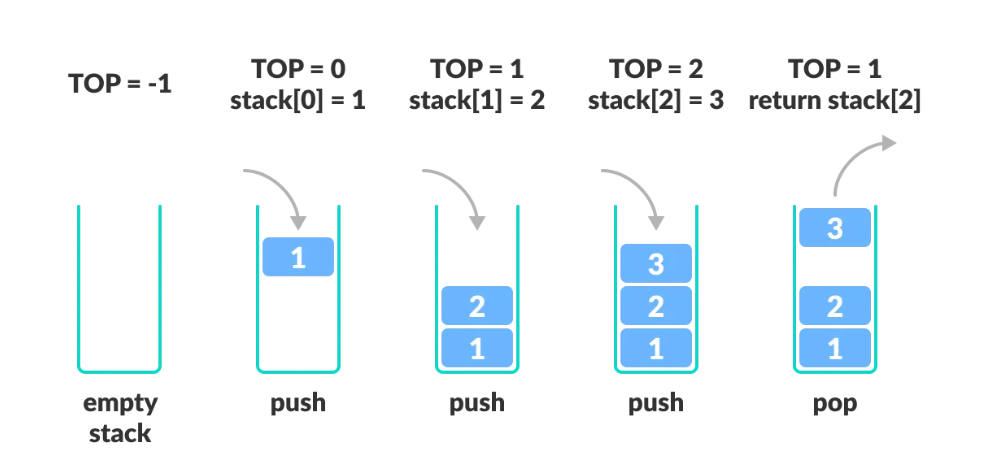 TOP = -1
TOP = 0
stack[0] = 1
TOP = 1
stack[1] = 2
TOP = 2
stack[2] = 3
TOP = 1
return stack[2]
1
2
1
3
2
1
3
2
1
empty
stack
push
push
push
pop